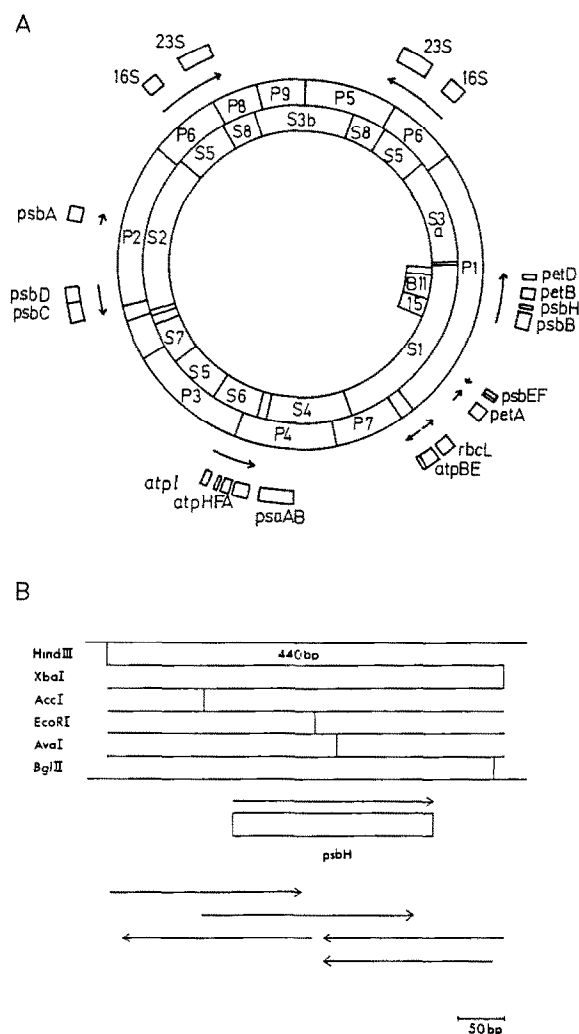 A
23S
16S
23S
16S
P8
P9
P5
P6
P6
S8
S3b
S8
S5
S5
S3a
psbA
P2
S2
P1
psbD
psbC
petD
petB
psbH
psbB
B11
15
S1
S7
S5
P3
S6
S4
P4
P7
psbEF
petA
rbcL
atpBE
atpI
atpHFA
psaAB
B
HindIII
440bp
XbaI
AccI
EcoRI
AvaI
BglII
psbH
50bp